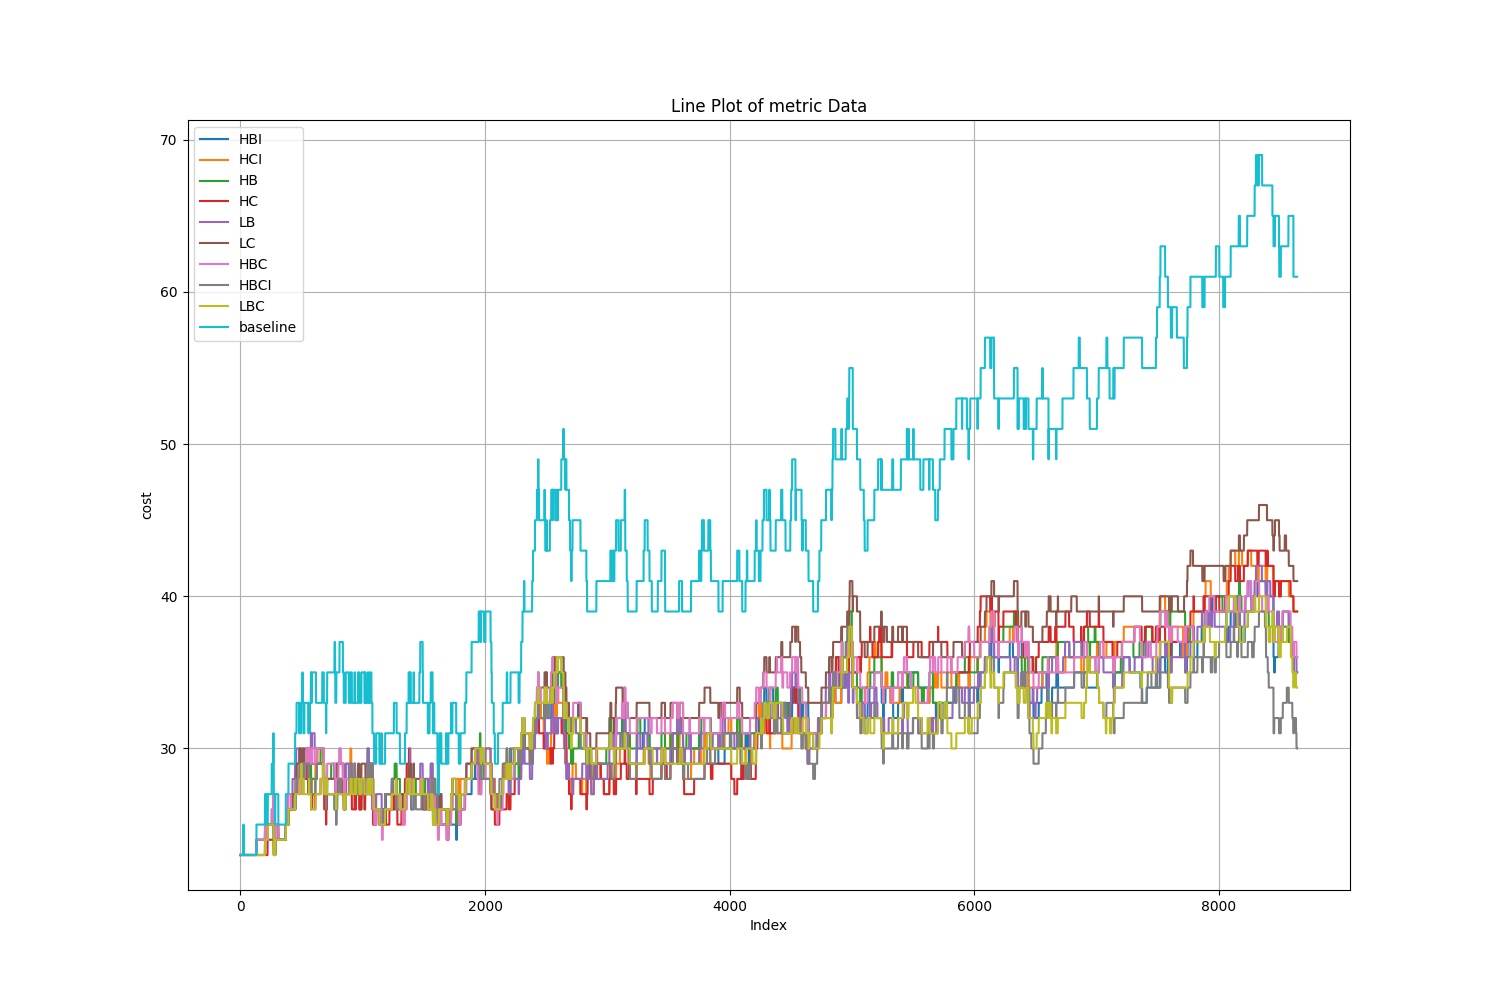 Line Plot of metric Data
70
60
50
40
30
cost
HBI
HCI
HB
HC
LB
LC
HBC
HBCI
LBC
baseline
0
2000
4000
6000
8000
Index